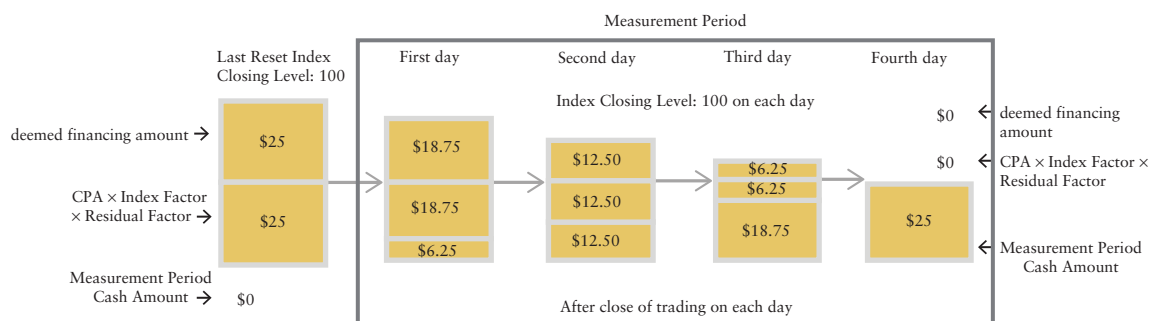 Measurement Period
Last Reset Index
Closing Level: 100
First day
Second day
Third day
Fourth day
Index Closing Level: 100 on each day
deemed financing amount →
$25
$18.75
$12.50
$6.25
$0
← deemed financing
amount
CPA × Index Factor
× Residual Factor →
$25
$18.75
$12.50
$6.25
$0
← CPA × Index Factor ×
Residual Factor
Measurement Period
Cash Amount →
$0
$6.25
$12.50
$18.75
$25
← Measurement Period
Cash Amount
After close of trading on each day